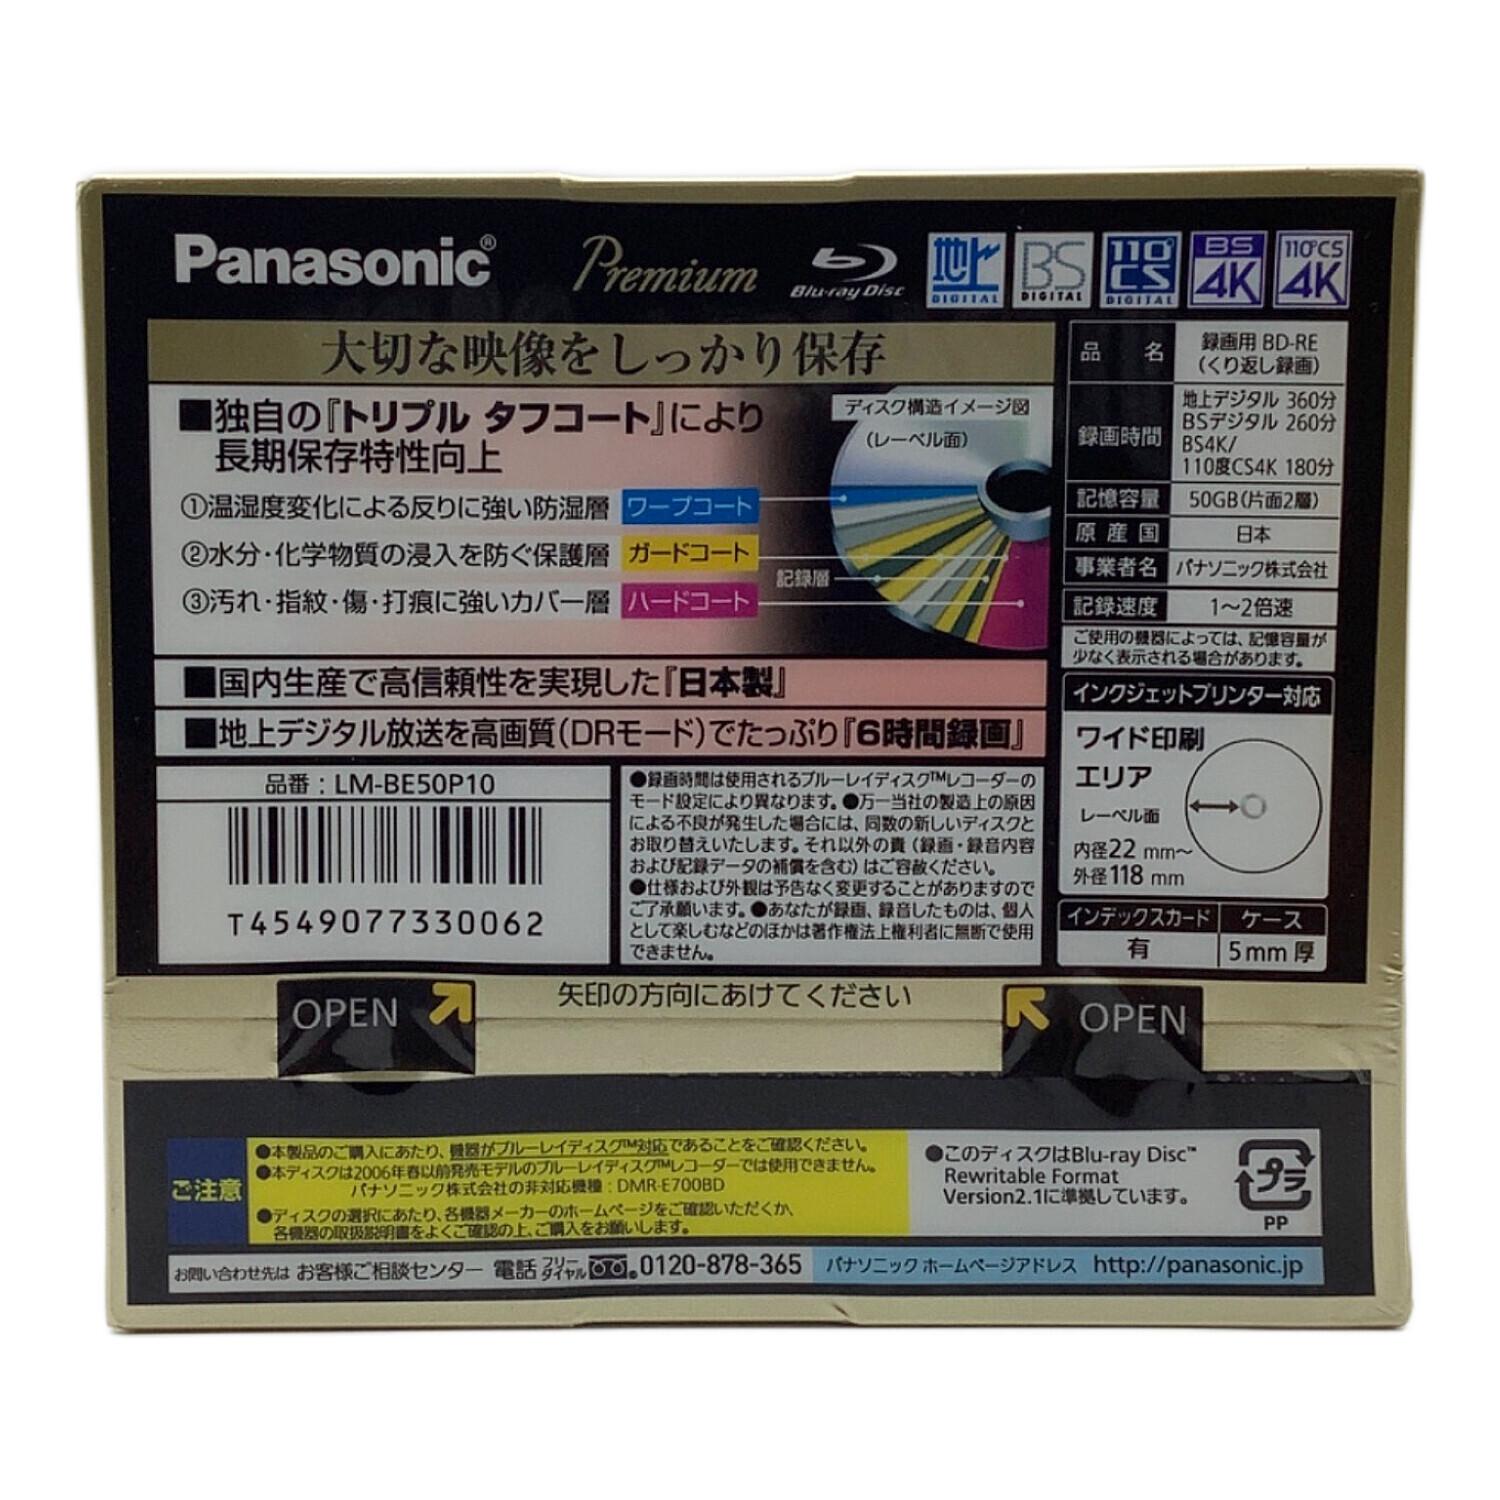 Panasonic®
Premium
Blu-ray Disc
地上 DIGITAL
BS DIGITAL
110°CS DIGITAL
BS 4K
110°CS 4K
大切な映像をしっかり保存
■独自の『トリプル タフコート』により
長期保存特性向上
①温湿度変化による反りに強い防湿層 ワープコート
②水分・化学物質の浸入を防ぐ保護層 ガードコート
③汚れ・指紋・傷・打痕に強いカバー層 ハードコート
ディスク構造イメージ図
(レーベル面)
記録層
■国内生産で高信頼性を実現した『日本製』
■地上デジタル放送を高画質(DRモード)でたっぷり『6時間録画』
品番：LM-BE50P10
T4549077330062
●録画時間は使用されるブルーレイディスク™レコーダーの
モード設定により異なります。●万一当社の製造上の原因
による不良が発生した場合には、同数の新しいディスクと
お取り替えいたします。それ以外の責(録画・録音内容
および記録データの補償を含む)はご容赦ください。
●仕様および外観は予告なく変更することがありますので
ご了承願います。●あなたが録画、録音したものは、個人
として楽しむなどのほかは著作権法上権利者に無断で使用
できません。
品名 録画用 BD-RE
(くり返し録画)
録画時間 地上デジタル 360分
BSデジタル 260分
BS4K/
110度CS4K 180分
記憶容量 50GB(片面2層)
原産国 日本
事業者名 パナソニック株式会社
記録速度 1～2倍速
ご使用の機器によっては、記憶容量が
少なく表示される場合があります。
インクジェットプリンター対応
ワイド印刷
エリア
レーベル面
内径22 mm～
外径118 mm
インデックスカード ケース
有 5mm厚
OPEN
矢印の方向にあけてください
OPEN
ご注意
●本製品のご購入にあたり、機器がブルーレイディスク™対応であることをご確認ください。
●本ディスクは2006年春以前発売モデルのブルーレイディスク™レコーダーでは使用できません。
パナソニック株式会社の非対応機種：DMR-E700BD
●ディスクの選択にあたり、各機器メーカーのホームページをご確認いただくか、
各機器の取扱説明書をよくご確認の上、ご購入をお願いします。
●このディスクはBlu-ray Disc™
Rewritable Format
Version2.1に準拠しています。
プラ
PP
お問い合わせ先は お客様ご相談センター 電話 フリーダイヤル 0120-878-365
パナソニック ホームページアドレス http://panasonic.jp